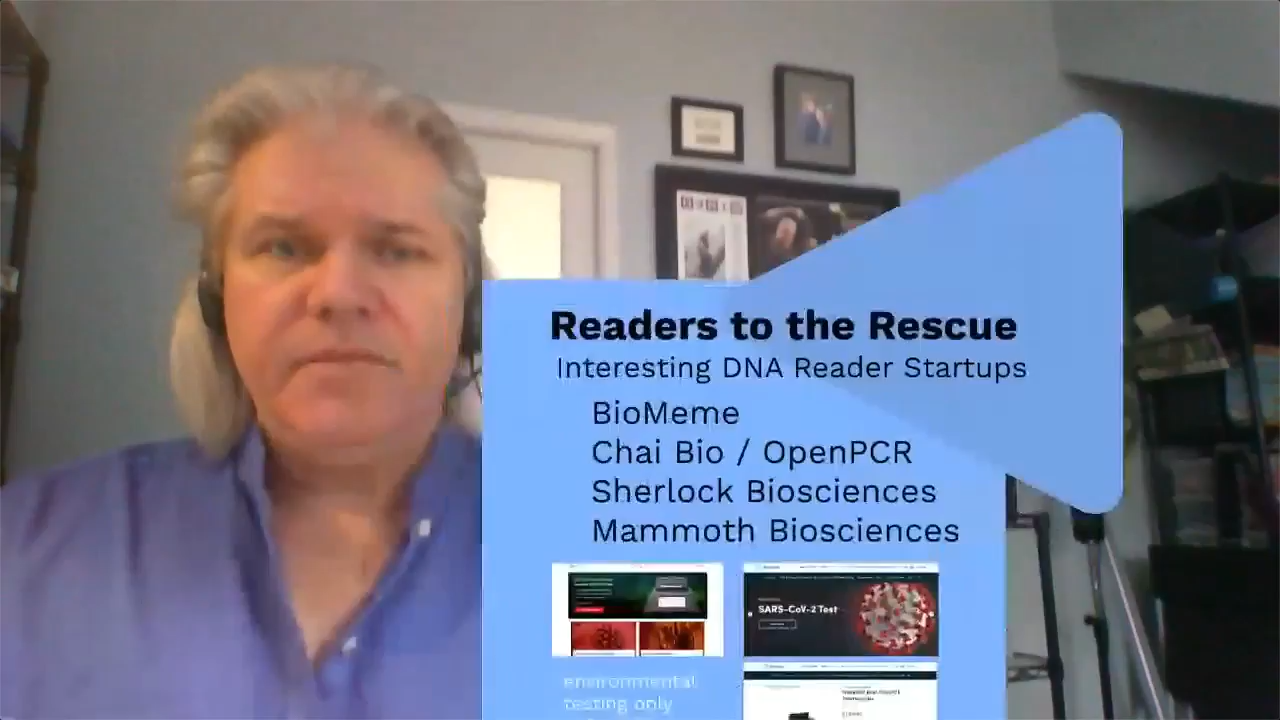 Readers to the Rescue
Interesting DNA Reader Startups
BioMeme
Chai Bio / OpenPCR
Sherlock Biosciences
Mammoth Biosciences
SARS-CoV-2 Test
environmental
testing only